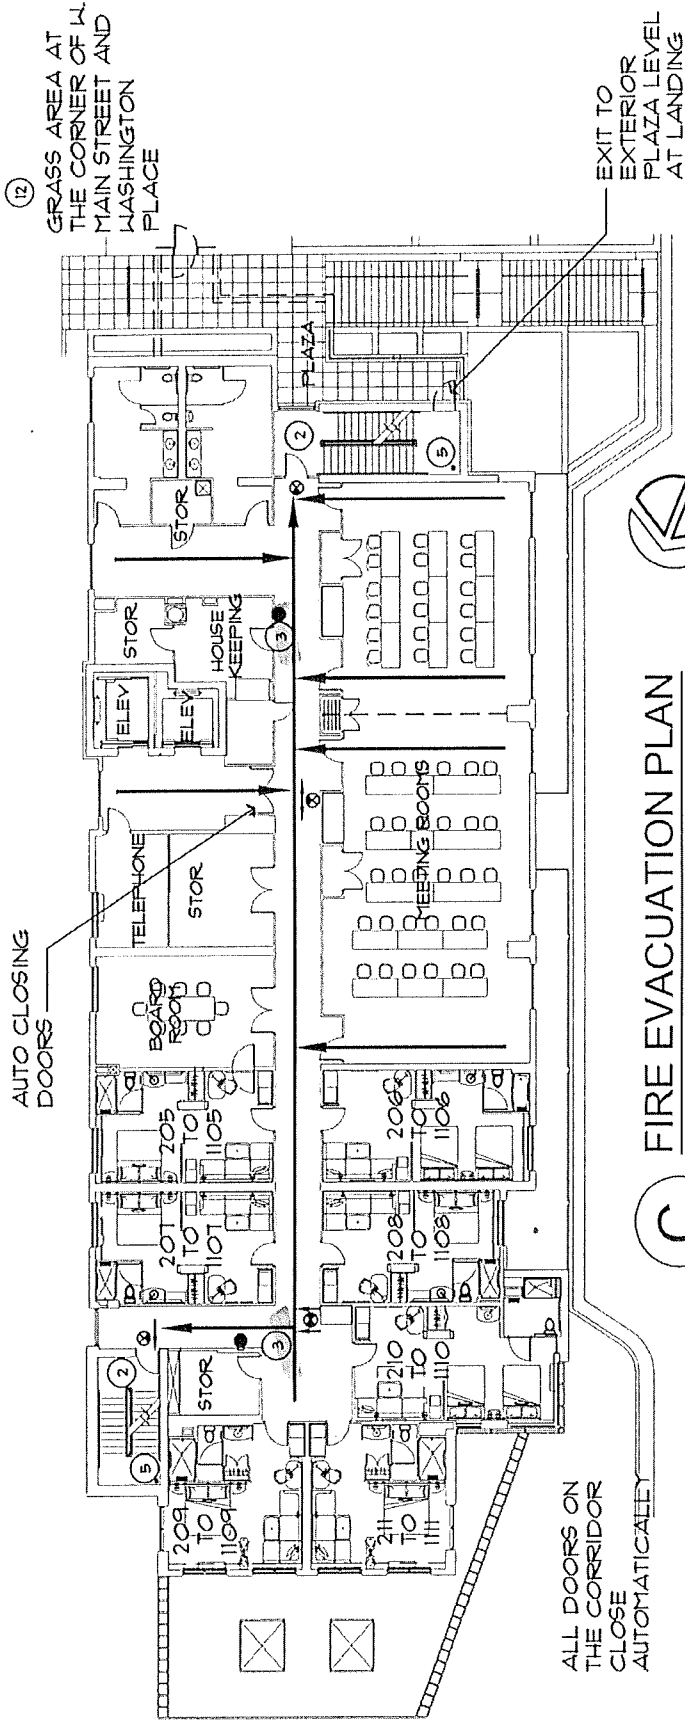 12
GRASS AREA AT
THE CORNER OF W.
MAIN STREET AND
WASHINGTON
PLACE
EXIT TO
EXTERIOR
PLAZA LEVEL
AT LANDING
AUTO CLOSING
DOORS
ALL DOORS ON
THE CORRIDOR
CLOSE
AUTOMATICALLY
5
2
STOR
3
209
TO
1109
211
TO
1111
210
TO
1110
207
TO
1107
208
TO
1108
205
TO
1105
206
TO
1106
BOARD
ROOM
TELEPHONE
STOR
MEETING ROOMS
ELEV
ELEV
STOR
HOUSE
KEEPING
3
STOR
2
5
PLAZA
C
FIRE EVACUATION PLAN